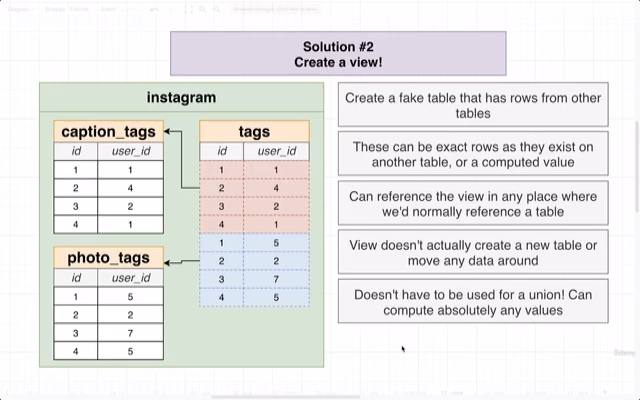 Solution #2
Create a view!
instagram
caption_tags
id user_id
1 1
2 4
3 2
4 1
photo_tags
id user_id
1 5
2 2
3 7
4 5
tags
id user_id
1 1
2 4
3 2
4 1
1 5
2 2
3 7
4 5
Create a fake table that has rows from other
tables
These can be exact rows as they exist on
another table, or a computed value
Can reference the view in any place where
we'd normally reference a table
View doesn't actually create a new table or
move any data around
Doesn't have to be used for a union! Can
compute absolutely any values
Udemy